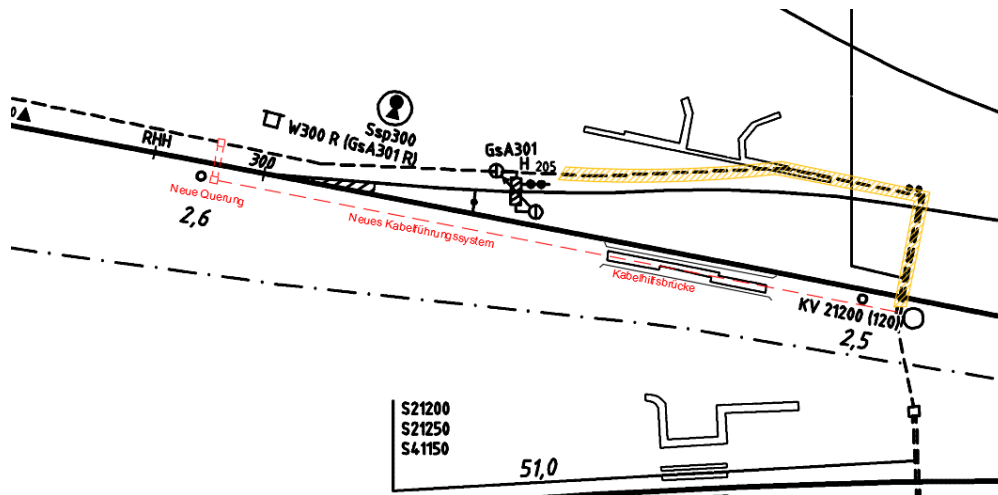 Ssp300
W300 R (GsA301 R)
RHH
300
GsA301
H 205
Neue Querung
2,6
Neues Kabelführungssystem
Kabelhilfsbrücke
KV 21200 (120)
2,5
S21200
S21250
S41150
51,0